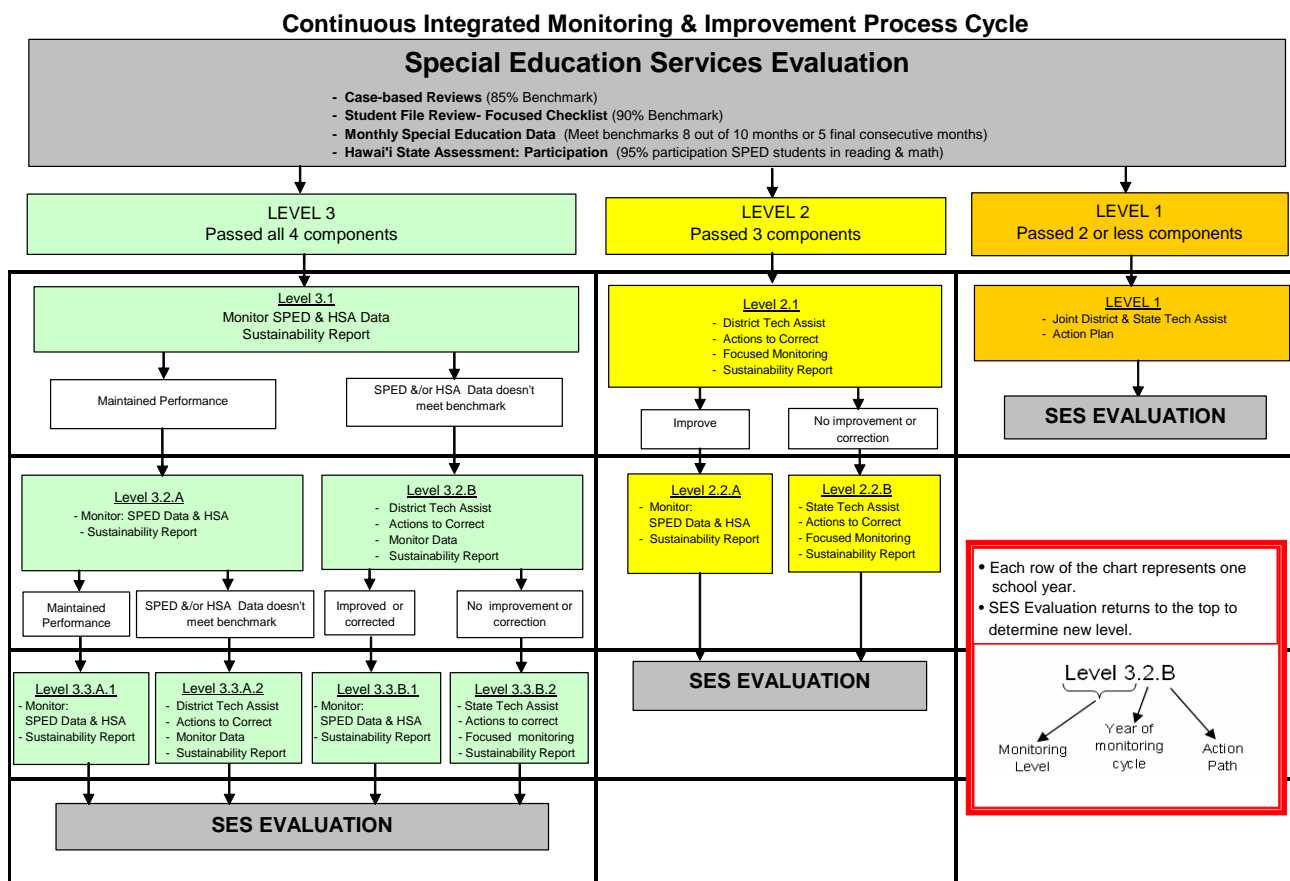 Continuous Integrated Monitoring & Improvement Process Cycle
Special Education Services Evaluation
- Case-based Reviews (85% Benchmark)
- Student File Review- Focused Checklist (90% Benchmark)
- Monthly Special Education Data (Meet benchmarks 8 out of 10 months or 5 final consecutive months)
- Hawai'i State Assessment: Participation (95% participation SPED students in reading & math)
LEVEL 3
Passed all 4 components
LEVEL 2
Passed 3 components
LEVEL 1
Passed 2 or less components
Level 3.1
Monitor SPED & HSA Data
Sustainability Report
Level 2.1
- District Tech Assist
- Actions to Correct
- Focused Monitoring
- Sustainability Report
LEVEL 1
- Joint District & State Tech Assist
- Action Plan
Maintained Performance
SPED &/or HSA Data doesn't
meet benchmark
Improve
No improvement or
correction
SES EVALUATION
Level 3.2.A
- Monitor: SPED Data & HSA
- Sustainability Report
Level 3.2.B
- District Tech Assist
- Actions to Correct
- Monitor Data
- Sustainability Report
Level 2.2.A
- Monitor:
SPED Data & HSA
- Sustainability Report
Level 2.2.B
- State Tech Assist
- Actions to Correct
- Focused Monitoring
- Sustainability Report
Maintained
Performance
SPED &/or HSA Data doesn't
meet benchmark
Improved or
corrected
No improvement or
correction
• Each row of the chart represents one
school year.
• SES Evaluation returns to the top to
determine new level.
Level 3.2.B
Monitoring
Level
Year of
monitoring
cycle
Action
Path
Level 3.3.A.1
- Monitor:
SPED Data & HSA
- Sustainability Report
Level 3.3.A.2
- District Tech Assist
- Actions to Correct
- Monitor Data
- Sustainability Report
Level 3.3.B.1
- Monitor:
SPED Data & HSA
- Sustainability Report
Level 3.3.B.2
- State Tech Assist
- Actions to correct
- Focused monitoring
- Sustainability Report
SES EVALUATION
SES EVALUATION